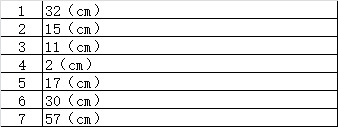 1 32（cm）
2 15（cm）
3 11（cm）
4 2（cm）
5 17（cm）
6 30（cm）
7 57（cm）